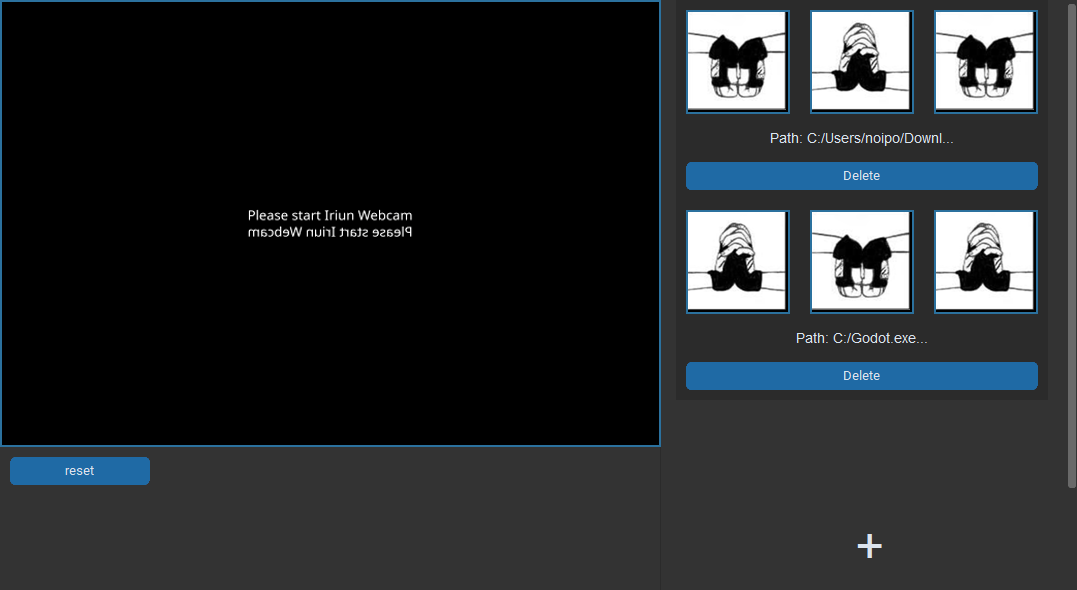 Please start Iriun Webcam
Please start Iriun Webcam
reset
Path: C:/Users/noipo/Downl...
Delete
Path: C:/Godot.exe...
Delete
+